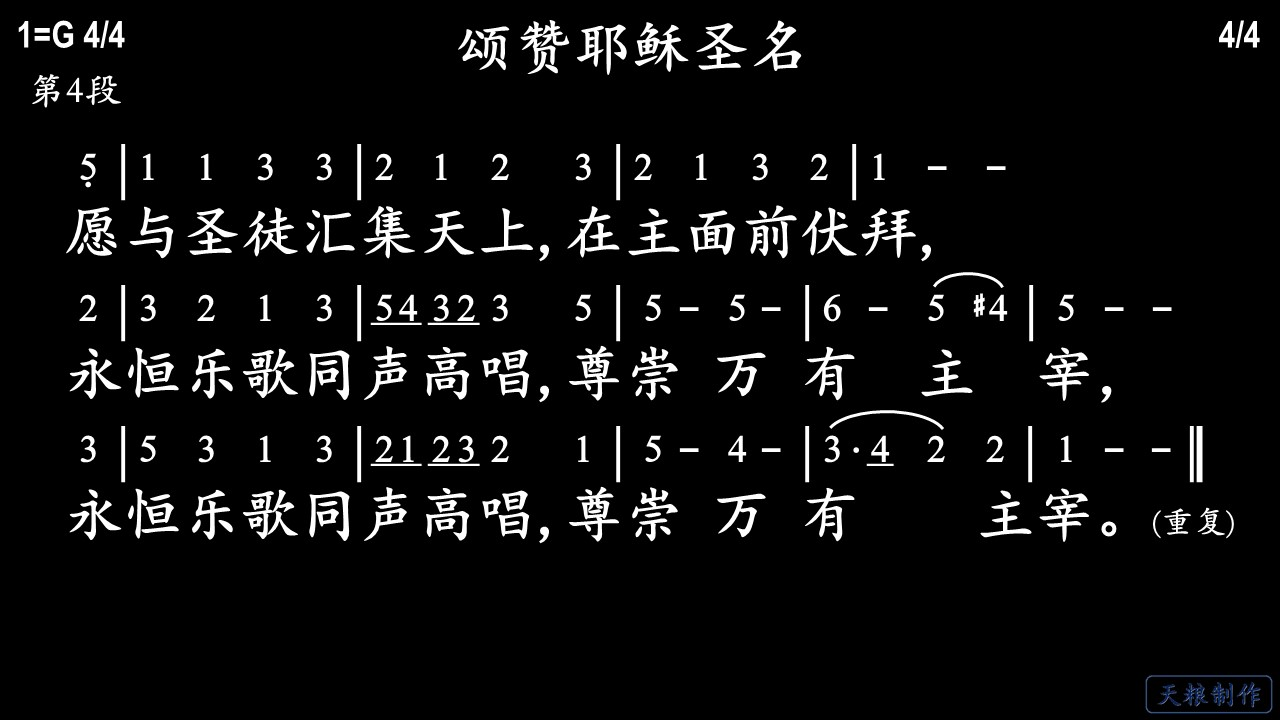 1=G 4/4 颂赞耶稣圣名 4/4
第4段
5̣ | 1 1 3 3 | 2 1 2 3 | 2 1 3 2 | 1 - -
愿与圣徒汇集天上,在主面前伏拜,
2 | 3 2 1 3 | 54 32 3 5 | 5 - 5 - | 6 - 5 #4 | 5 - -
永恒乐歌同声高唱,尊崇 万 有 主 宰,
3 | 5 3 1 3 | 21 23 2 1 | 5 - 4 - | 3· 4 2 2 | 1 - - ‖
永恒乐歌同声高唱,尊崇 万 有 主宰。(重复)
天粮制作